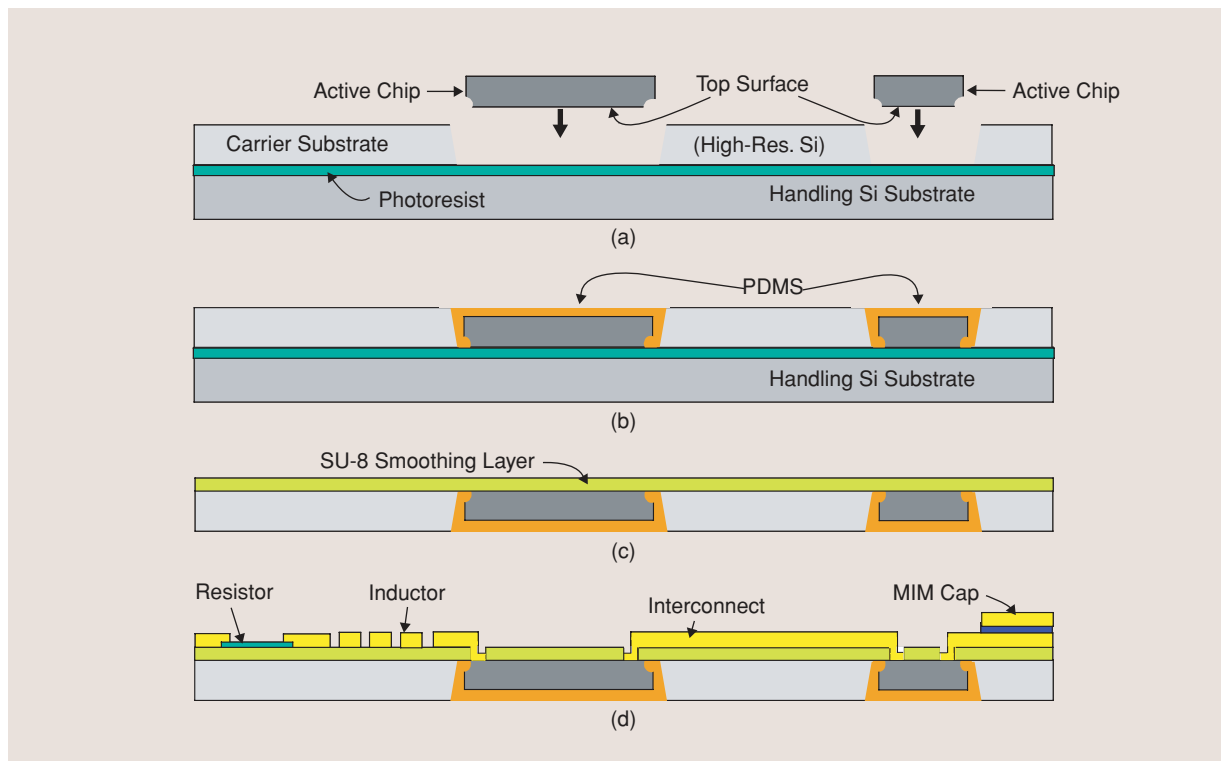 Active Chip
Top Surface
Active Chip
Carrier Substrate
(High-Res. Si)
Photoresist
Handling Si Substrate
(a)
PDMS
Handling Si Substrate
(b)
SU-8 Smoothing Layer
(c)
Resistor
Inductor
Interconnect
MIM Cap
(d)